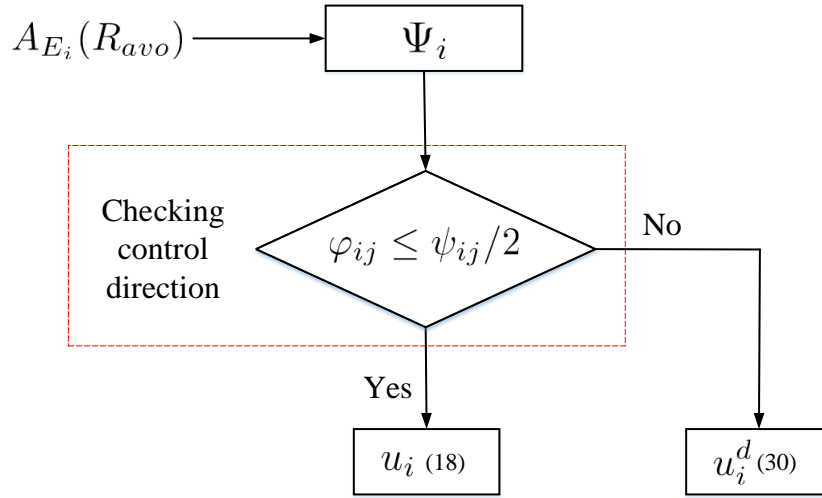 A_{E_i}(R_{avo})
Ψ_i
Checking
control
direction
φ_{ij} ≤ ψ_{ij}/2
No
Yes
u_i (18)
u_i^d (30)